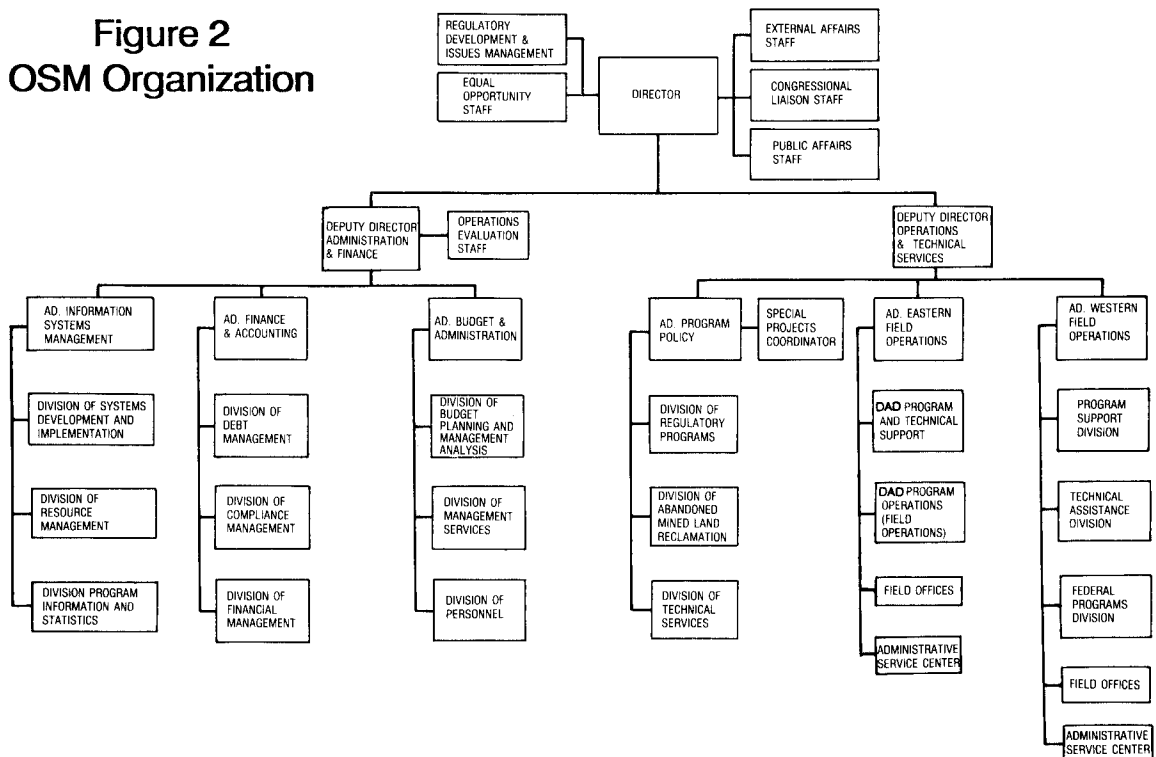 Figure 2
OSM Organization
REGULATORY
DEVELOPMENT &
ISSUES MANAGEMENT
EQUAL
OPPORTUNITY
STAFF
DIRECTOR
EXTERNAL AFFAIRS
STAFF
CONGRESSIONAL
LIAISON STAFF
PUBLIC AFFAIRS
STAFF
DEPUTY DIRECTOR
ADMINISTRATION
& FINANCE
OPERATIONS
EVALUATION
STAFF
DEPUTY DIRECTOR
OPERATIONS
& TECHNICAL
SERVICES
AD. INFORMATION
SYSTEMS
MANAGEMENT
DIVISION OF SYSTEMS
DEVELOPMENT AND
IMPLEMENTATION
DIVISION OF
RESOURCE
MANAGEMENT
DIVISION PROGRAM
INFORMATION AND
STATISTICS
AD. FINANCE
& ACCOUNTING
DIVISION OF
DEBT
MANAGEMENT
DIVISION OF
COMPLIANCE
MANAGEMENT
DIVISION OF
FINANCIAL
MANAGEMENT
AD. BUDGET &
ADMINISTRATION
DIVISION OF
BUDGET
PLANNING AND
MANAGEMENT
ANALYSIS
DIVISION OF
MANAGEMENT
SERVICES
DIVISION OF
PERSONNEL
AD. PROGRAM
POLICY
SPECIAL
PROJECTS
COORDINATOR
DIVISION OF
REGULATORY
PROGRAMS
DIVISION OF
ABANDONED
MINED LAND
RECLAMATION
DIVISION OF
TECHNICAL
SERVICES
AD. EASTERN
FIELD
OPERATIONS
DAD PROGRAM
AND TECHNICAL
SUPPORT
DAD PROGRAM
OPERATIONS
(FIELD
OPERATIONS)
FIELD OFFICES
ADMINISTRATIVE
SERVICE CENTER
AD. WESTERN
FIELD
OPERATIONS
PROGRAM
SUPPORT
DIVISION
TECHNICAL
ASSISTANCE
DIVISION
FEDERAL
PROGRAMS
DIVISION
FIELD OFFICES
ADMINISTRATIVE
SERVICE CENTER